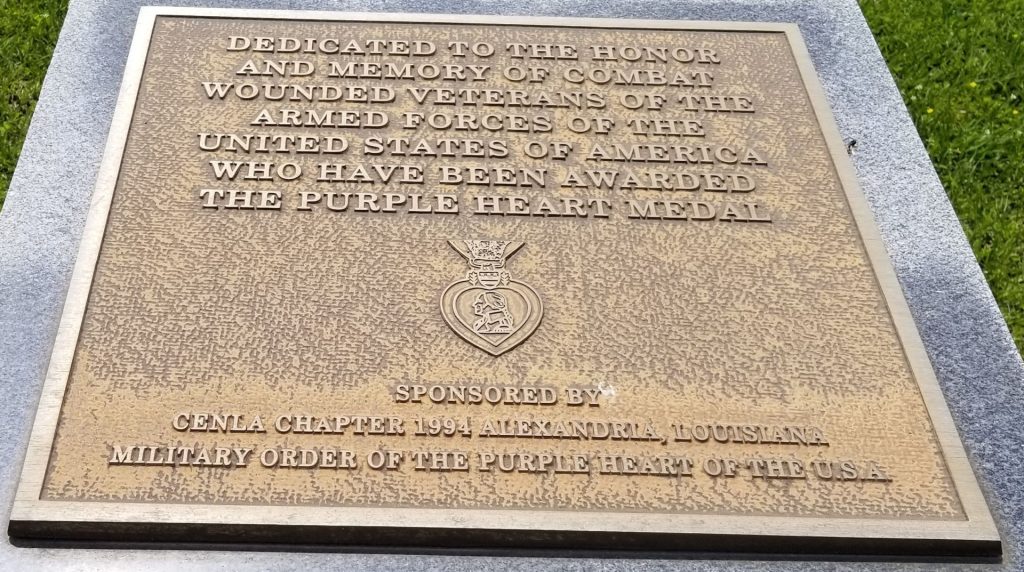 DEDICATED TO THE HONOR
AND MEMORY OF COMBAT
WOUNDED VETERANS OF THE
ARMED FORCES OF THE
UNITED STATES OF AMERICA
WHO HAVE BEEN AWARDED
THE PURPLE HEART MEDAL
SPONSORED BY
CENLA CHAPTER 1994 ALEXANDRIA, LOUISIANA
MILITARY ORDER OF THE PURPLE HEART OF THE U.S.A.